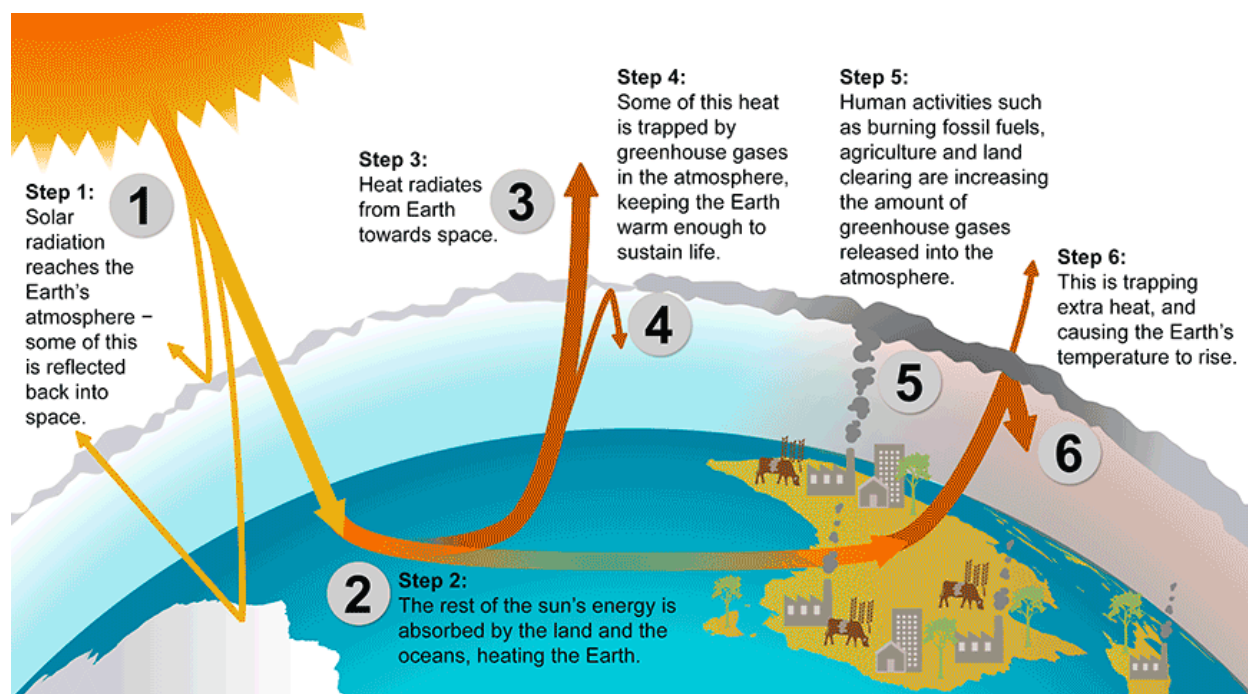 Step 1:
Solar
radiation
reaches the
Earth's
atmosphere –
some of this
is reflected
back into
space.
1
2
Step 2:
The rest of the sun's energy is
absorbed by the land and the
oceans, heating the Earth.
Step 3:
Heat radiates
from Earth
towards space.
3
Step 4:
Some of this heat
is trapped by
greenhouse gases
in the atmosphere,
keeping the Earth
warm enough to
sustain life.
4
Step 5:
Human activities such
as burning fossil fuels,
agriculture and land
clearing are increasing
the amount of
greenhouse gases
released into the
atmosphere.
5
Step 6:
This is trapping
extra heat, and
causing the Earth's
temperature to rise.
6